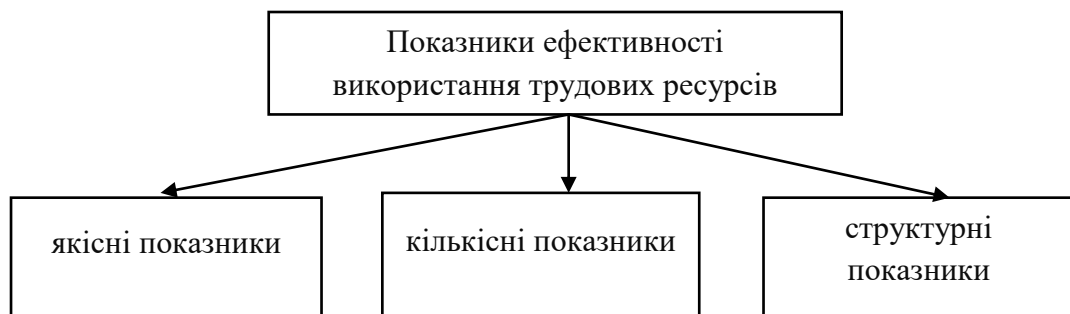 Показники ефективності
використання трудових ресурсів
якісні показники
кількісні показники
структурні
показники